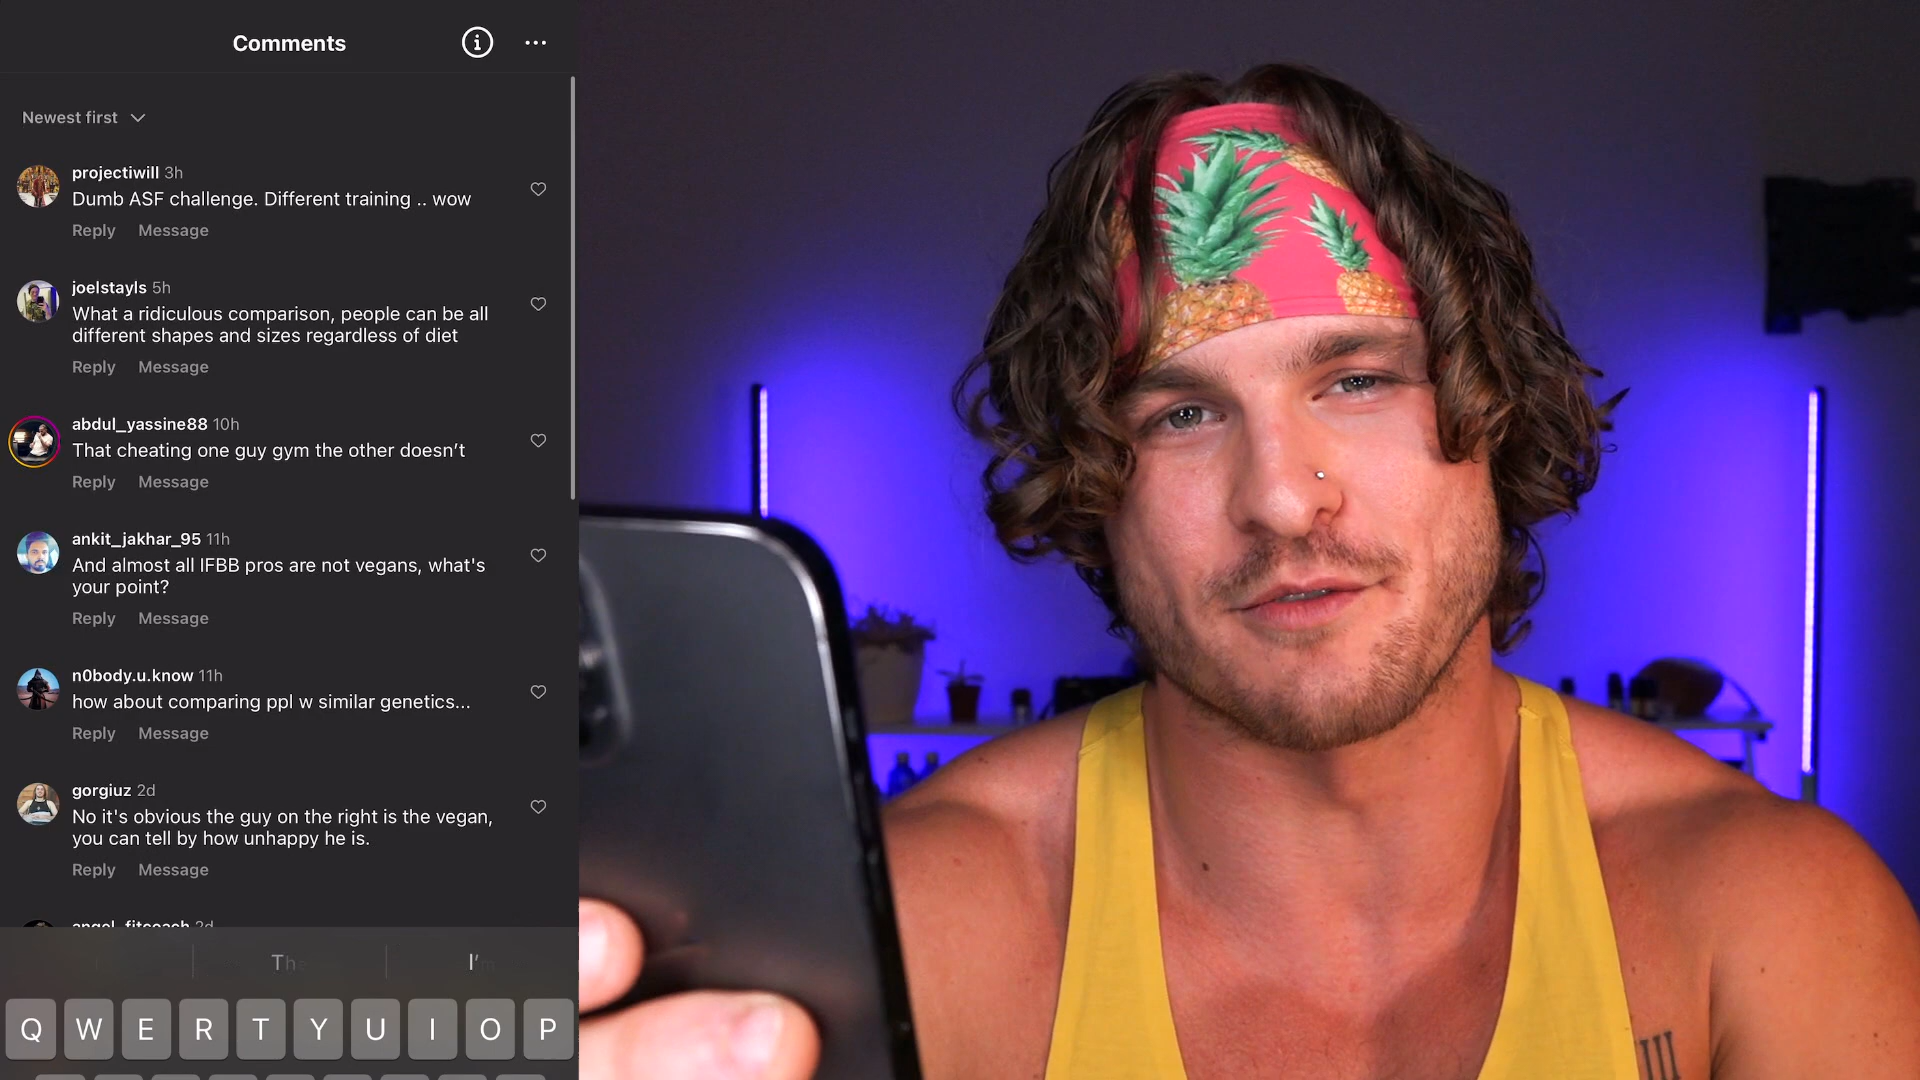 Comments
Newest first
projectiwill 3h
Dumb ASF challenge. Different training .. wow
Reply Message
joelstayls 5h
What a ridiculous comparison, people can be all
different shapes and sizes regardless of diet
Reply Message
abdul_yassine88 10h
That cheating one guy gym the other doesn’t
Reply Message
ankit_jakhar_95 11h
And almost all IFBB pros are not vegans, what's
your point?
Reply Message
n0body.u.know 11h
how about comparing ppl w similar genetics...
Reply Message
gorgiuz 2d
No it's obvious the guy on the right is the vegan,
you can tell by how unhappy he is.
Reply Message
angel_fitcoach 2d
The I’m
Q W E R T Y U I O P